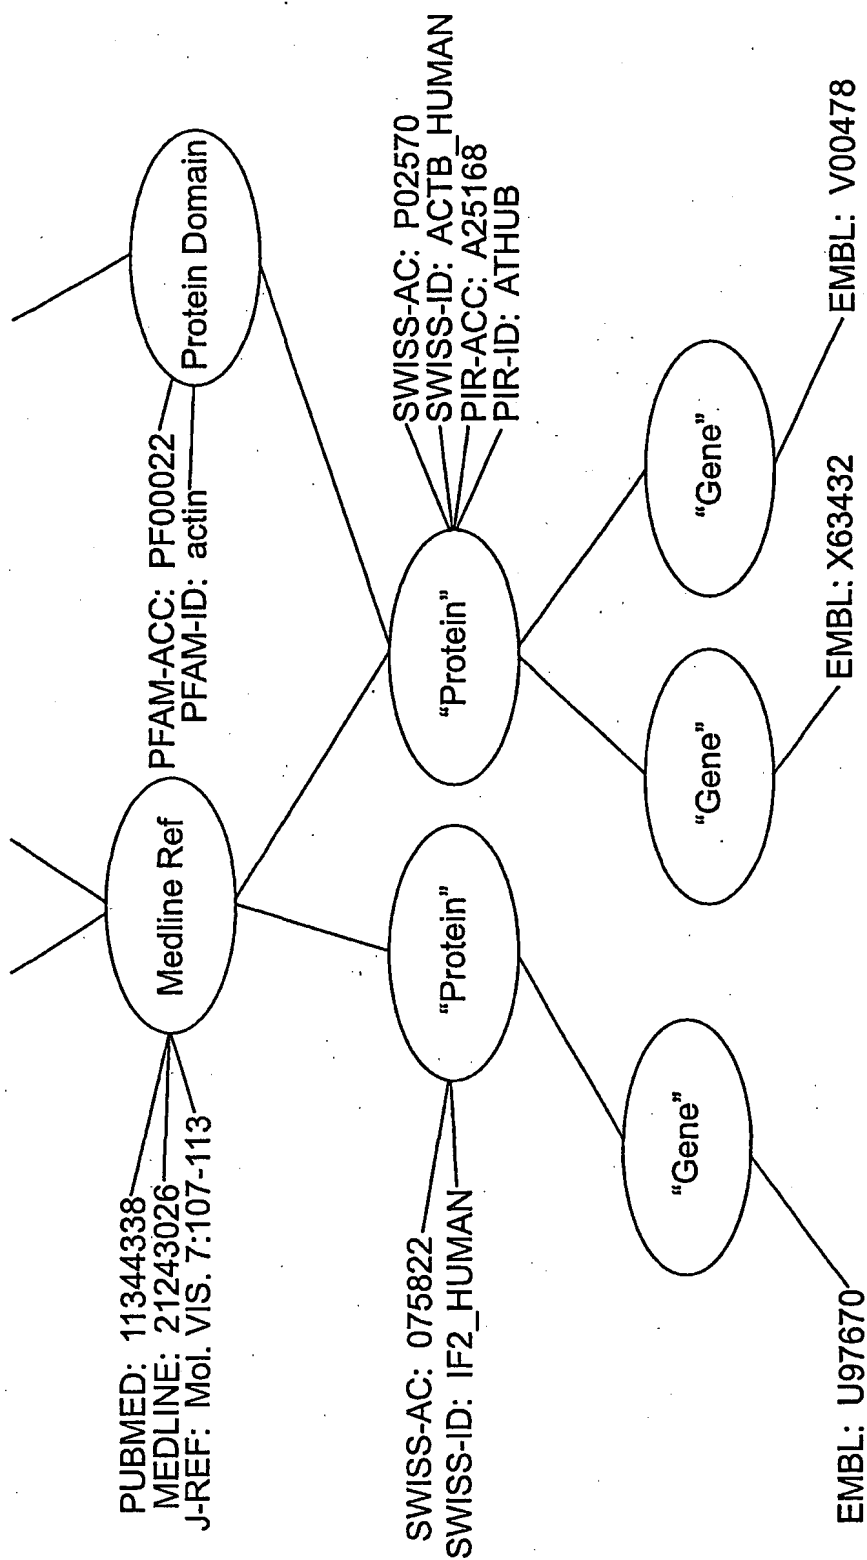 PUBMED: 11344338
MEDLINE: 21243026
J-REF: Mol. VIS. 7:107-113
Medline Ref
PFAM-ACC: PF00022
PFAM-ID: actin
Protein Domain
SWISS-AC: 075822
SWISS-ID: IF2_HUMAN
"Protein"
"Protein"
SWISS-AC: P02570
SWISS-ID: ACTB_HUMAN
PIR-ACC: A25168
PIR-ID: ATHUB
"Gene"
"Gene"
"Gene"
EMBL: U97670
EMBL: X63432
EMBL: V00478